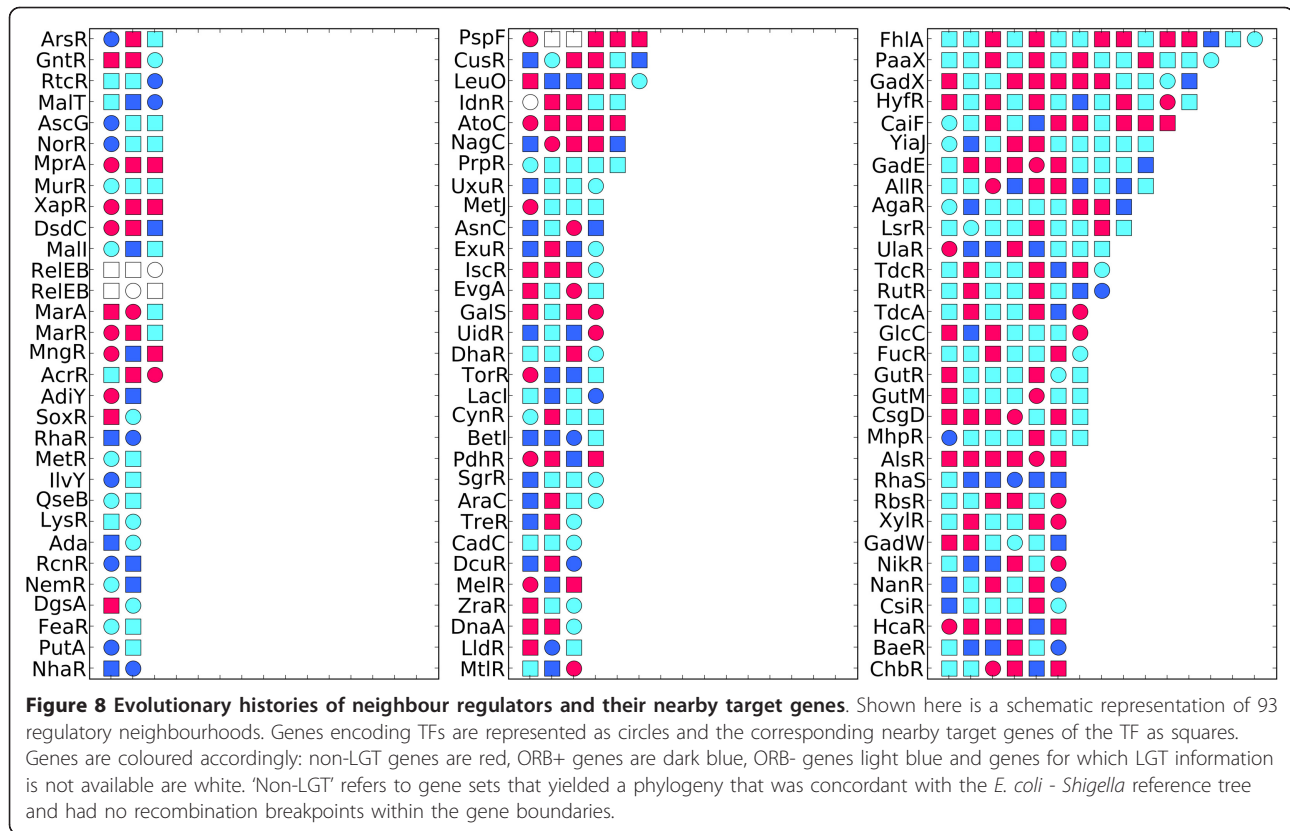 ArsR
GntR
RtcR
MalT
AscG
NorR
MprA
MurR
XapR
DsdC
MalI
RelEB
RelEB
MarA
MarR
MngR
AcrR
AdiY
SoxR
RhaR
MetR
IlvY
QseB
LysR
Ada
RcnR
NemR
DgsA
FeaR
PutA
NhaR
PspF
CusR
LeuO
IdnR
AtoC
NagC
PrpR
UxuR
MetJ
AsnC
ExuR
IscR
EvgA
GalS
UidR
DhaR
TorR
LacI
CynR
BetI
PdhR
SgrR
AraC
TreR
CadC
DcuR
MelR
ZraR
DnaA
LldR
MtlR
FhlA
PaaX
GadX
HyfR
CaiF
YiaJ
GadE
AllR
AgaR
LsrR
UlaR
TdcR
RutR
TdcA
GlcC
FucR
GutR
GutM
CsgD
MhpR
AlsR
RhaS
RbsR
XylR
GadW
NikR
NanR
CsiR
HcaR
BaeR
ChbR
Figure 8 Evolutionary histories of neighbour regulators and their nearby target genes. Shown here is a schematic representation of 93
regulatory neighbourhoods. Genes encoding TFs are represented as circles and the corresponding nearby target genes of the TF as squares.
Genes are coloured accordingly: non-LGT genes are red, ORB+ genes are dark blue, ORB- genes light blue and genes for which LGT information
is not available are white. ‘Non-LGT’ refers to gene sets that yielded a phylogeny that was concordant with the E. coli - Shigella reference tree
and had no recombination breakpoints within the gene boundaries.